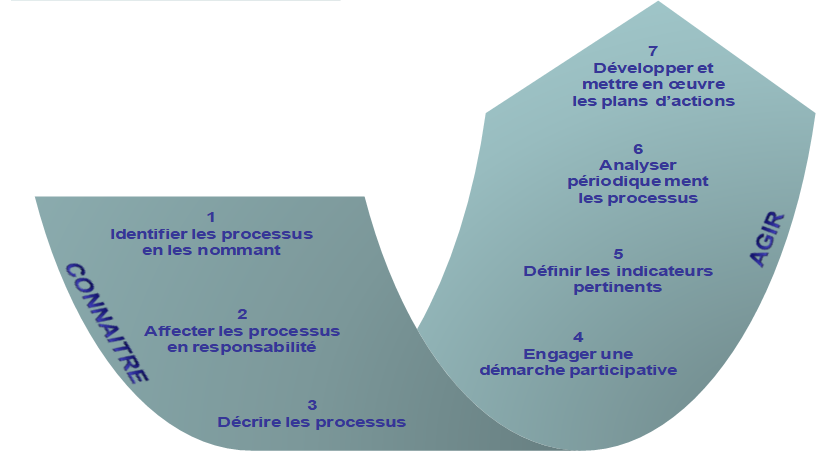 1
Identifier les processus
en les nommant
CONNAITRE
2
Affecter les processus
en responsabilité
3
Décrire les processus
4
Engager une
démarche participative
5
Définir les indicateurs
pertinents
6
Analyser
périodique ment
les processus
7
Développer et
mettre en œuvre
les plans d’actions
AGIR